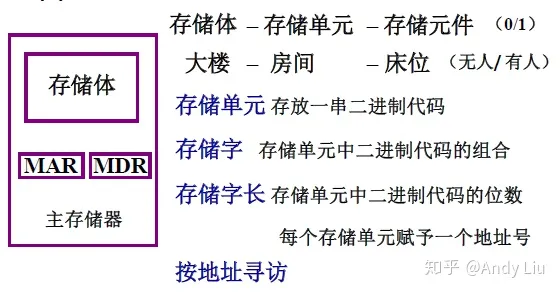 存储体 – 存储单元 – 存储元件 （0/1）
大楼 – 房间 – 床位 （无人/ 有人）
存储体
存储单元 存放一串二进制代码
存储字 存储单元中二进制代码的组合
MAR MDR
存储字长 存储单元中二进制代码的位数
主存储器
每个存储单元赋予一个地址号
按地址寻访
知乎 @Andy Liu